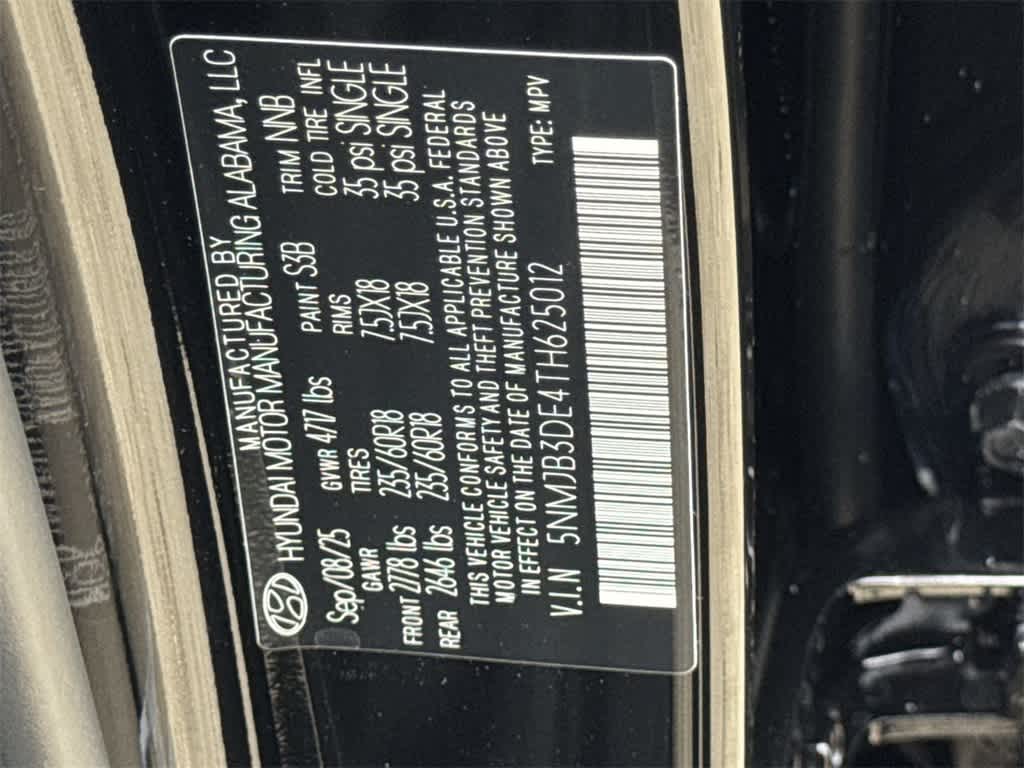 MANUFACTURED BY
HYUNDAI MOTOR MANUFACTURING ALABAMA, LLC
Sep/08/25 GVWR 4717 lbs PAINT S3B TRIM NNB
GAWR TIRES RIMS COLD TIRE INFL
FRONT 2778 lbs 235/60R18 7.5JX18 35 psi SINGLE
REAR 2646 lbs 235/60R18 7.5JX18 35 psi SINGLE
THIS VEHICLE CONFORMS TO ALL APPLICABLE U.S.A. FEDERAL
MOTOR VEHICLE SAFETY AND THEFT PREVENTION STANDARDS
IN EFFECT ON THE DATE OF MANUFACTURE SHOWN ABOVE
V.I.N 5NMJB3DE4TH625012 TYPE: MPV